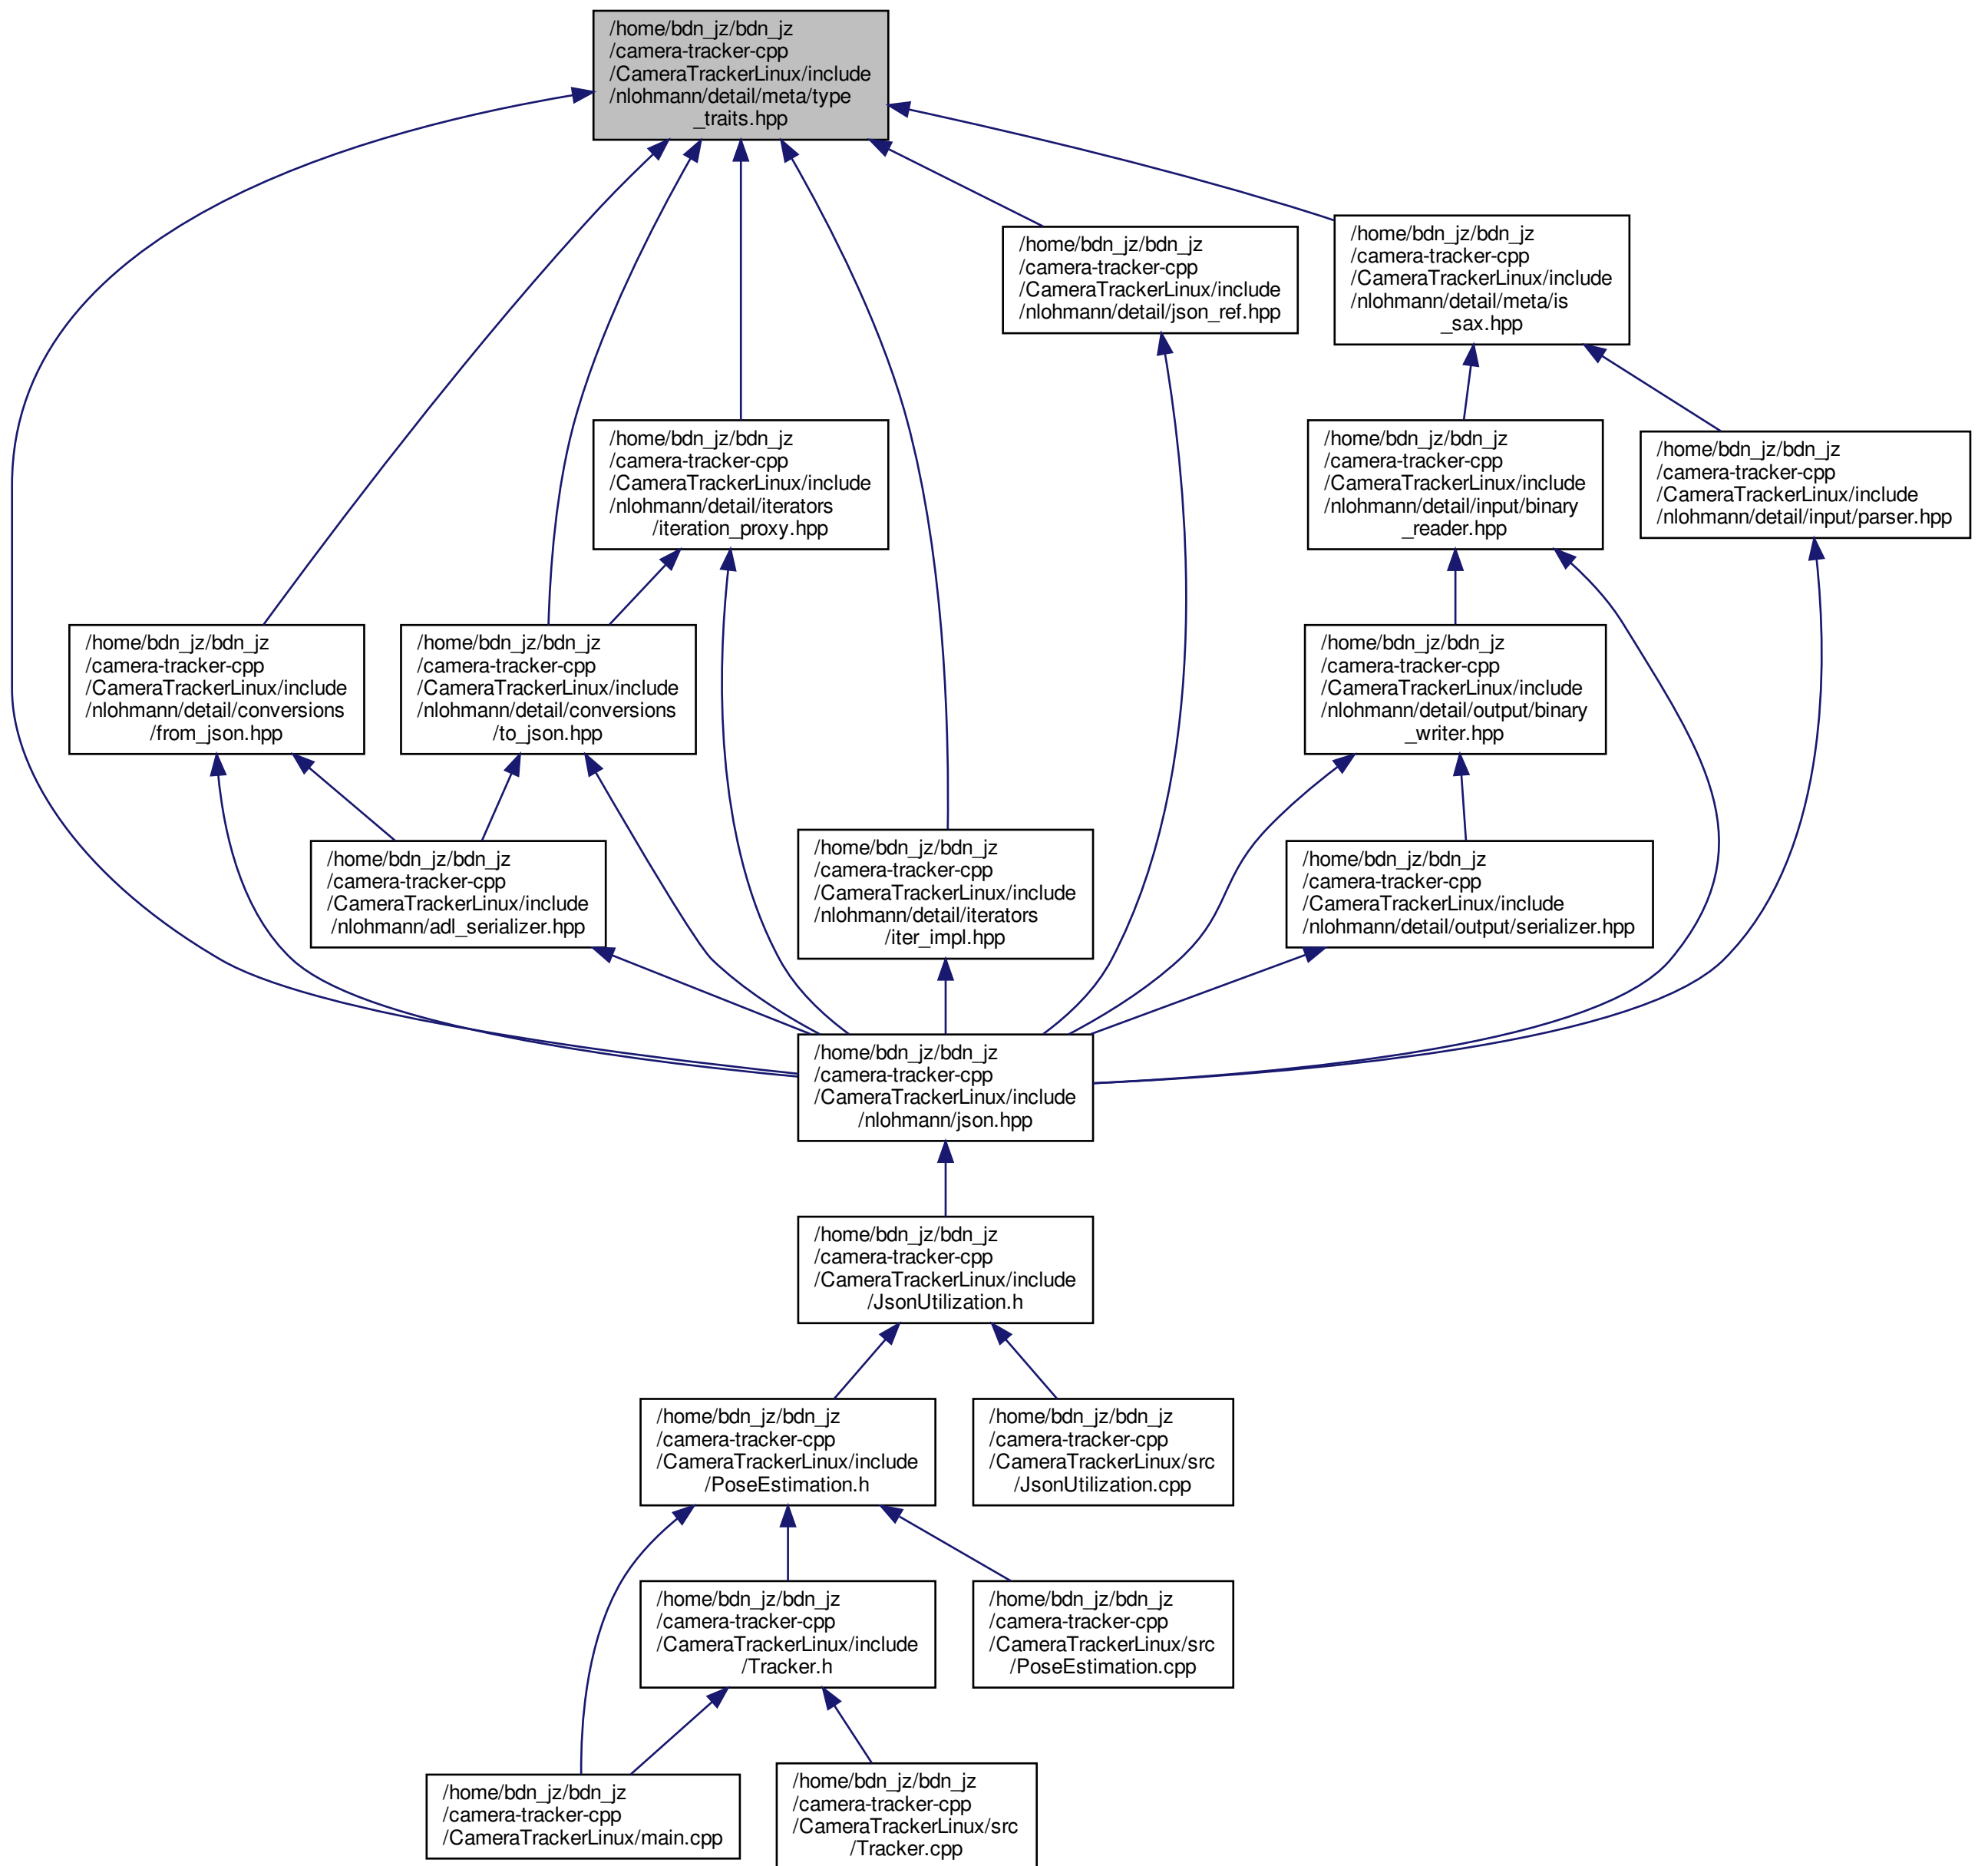 /home/bdn_jz/bdn_jz
/camera-tracker-cpp
/CameraTrackerLinux/include
/nlohmann/detail/meta/type
_traits.hpp
/home/bdn_jz/bdn_jz
/camera-tracker-cpp
/CameraTrackerLinux/include
/nlohmann/detail/json_ref.hpp
/home/bdn_jz/bdn_jz
/camera-tracker-cpp
/CameraTrackerLinux/include
/nlohmann/detail/meta/is
_sax.hpp
/home/bdn_jz/bdn_jz
/camera-tracker-cpp
/CameraTrackerLinux/include
/nlohmann/detail/iterators
/iteration_proxy.hpp
/home/bdn_jz/bdn_jz
/camera-tracker-cpp
/CameraTrackerLinux/include
/nlohmann/detail/input/binary
_reader.hpp
/home/bdn_jz/bdn_jz
/camera-tracker-cpp
/CameraTrackerLinux/include
/nlohmann/detail/input/parser.hpp
/home/bdn_jz/bdn_jz
/camera-tracker-cpp
/CameraTrackerLinux/include
/nlohmann/detail/conversions
/from_json.hpp
/home/bdn_jz/bdn_jz
/camera-tracker-cpp
/CameraTrackerLinux/include
/nlohmann/detail/conversions
/to_json.hpp
/home/bdn_jz/bdn_jz
/camera-tracker-cpp
/CameraTrackerLinux/include
/nlohmann/detail/output/binary
_writer.hpp
/home/bdn_jz/bdn_jz
/camera-tracker-cpp
/CameraTrackerLinux/include
/nlohmann/adl_serializer.hpp
/home/bdn_jz/bdn_jz
/camera-tracker-cpp
/CameraTrackerLinux/include
/nlohmann/detail/iterators
/iter_impl.hpp
/home/bdn_jz/bdn_jz
/camera-tracker-cpp
/CameraTrackerLinux/include
/nlohmann/detail/output/serializer.hpp
/home/bdn_jz/bdn_jz
/camera-tracker-cpp
/CameraTrackerLinux/include
/nlohmann/json.hpp
/home/bdn_jz/bdn_jz
/camera-tracker-cpp
/CameraTrackerLinux/include
/JsonUtilization.h
/home/bdn_jz/bdn_jz
/camera-tracker-cpp
/CameraTrackerLinux/include
/PoseEstimation.h
/home/bdn_jz/bdn_jz
/camera-tracker-cpp
/CameraTrackerLinux/src
/JsonUtilization.cpp
/home/bdn_jz/bdn_jz
/camera-tracker-cpp
/CameraTrackerLinux/include
/Tracker.h
/home/bdn_jz/bdn_jz
/camera-tracker-cpp
/CameraTrackerLinux/src
/PoseEstimation.cpp
/home/bdn_jz/bdn_jz
/camera-tracker-cpp
/CameraTrackerLinux/main.cpp
/home/bdn_jz/bdn_jz
/camera-tracker-cpp
/CameraTrackerLinux/src
/Tracker.cpp